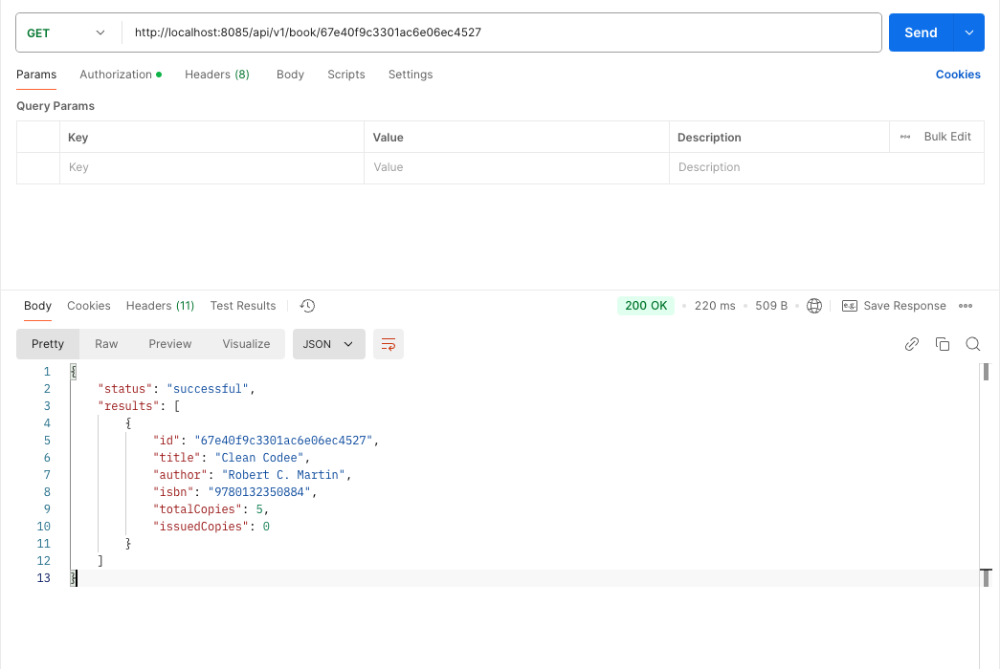 GET http://localhost:8085/api/v1/book/67e40f9c3301ac6e06ec4527 Send
Params Authorization Headers (8) Body Scripts Settings Cookies
Query Params
Key Value Description Bulk Edit
Key Value Description
Body Cookies Headers (11) Test Results 200 OK 220 ms 509 B e.g. Save Response
Pretty Raw Preview Visualize JSON
1 {
2 "status": "successful",
3 "results": [
4 {
5 "id": "67e40f9c3301ac6e06ec4527",
6 "title": "Clean Codee",
7 "author": "Robert C. Martin",
8 "isbn": "9780132350884",
9 "totalCopies": 5,
10 "issuedCopies": 0
11 }
12 ]
13 }